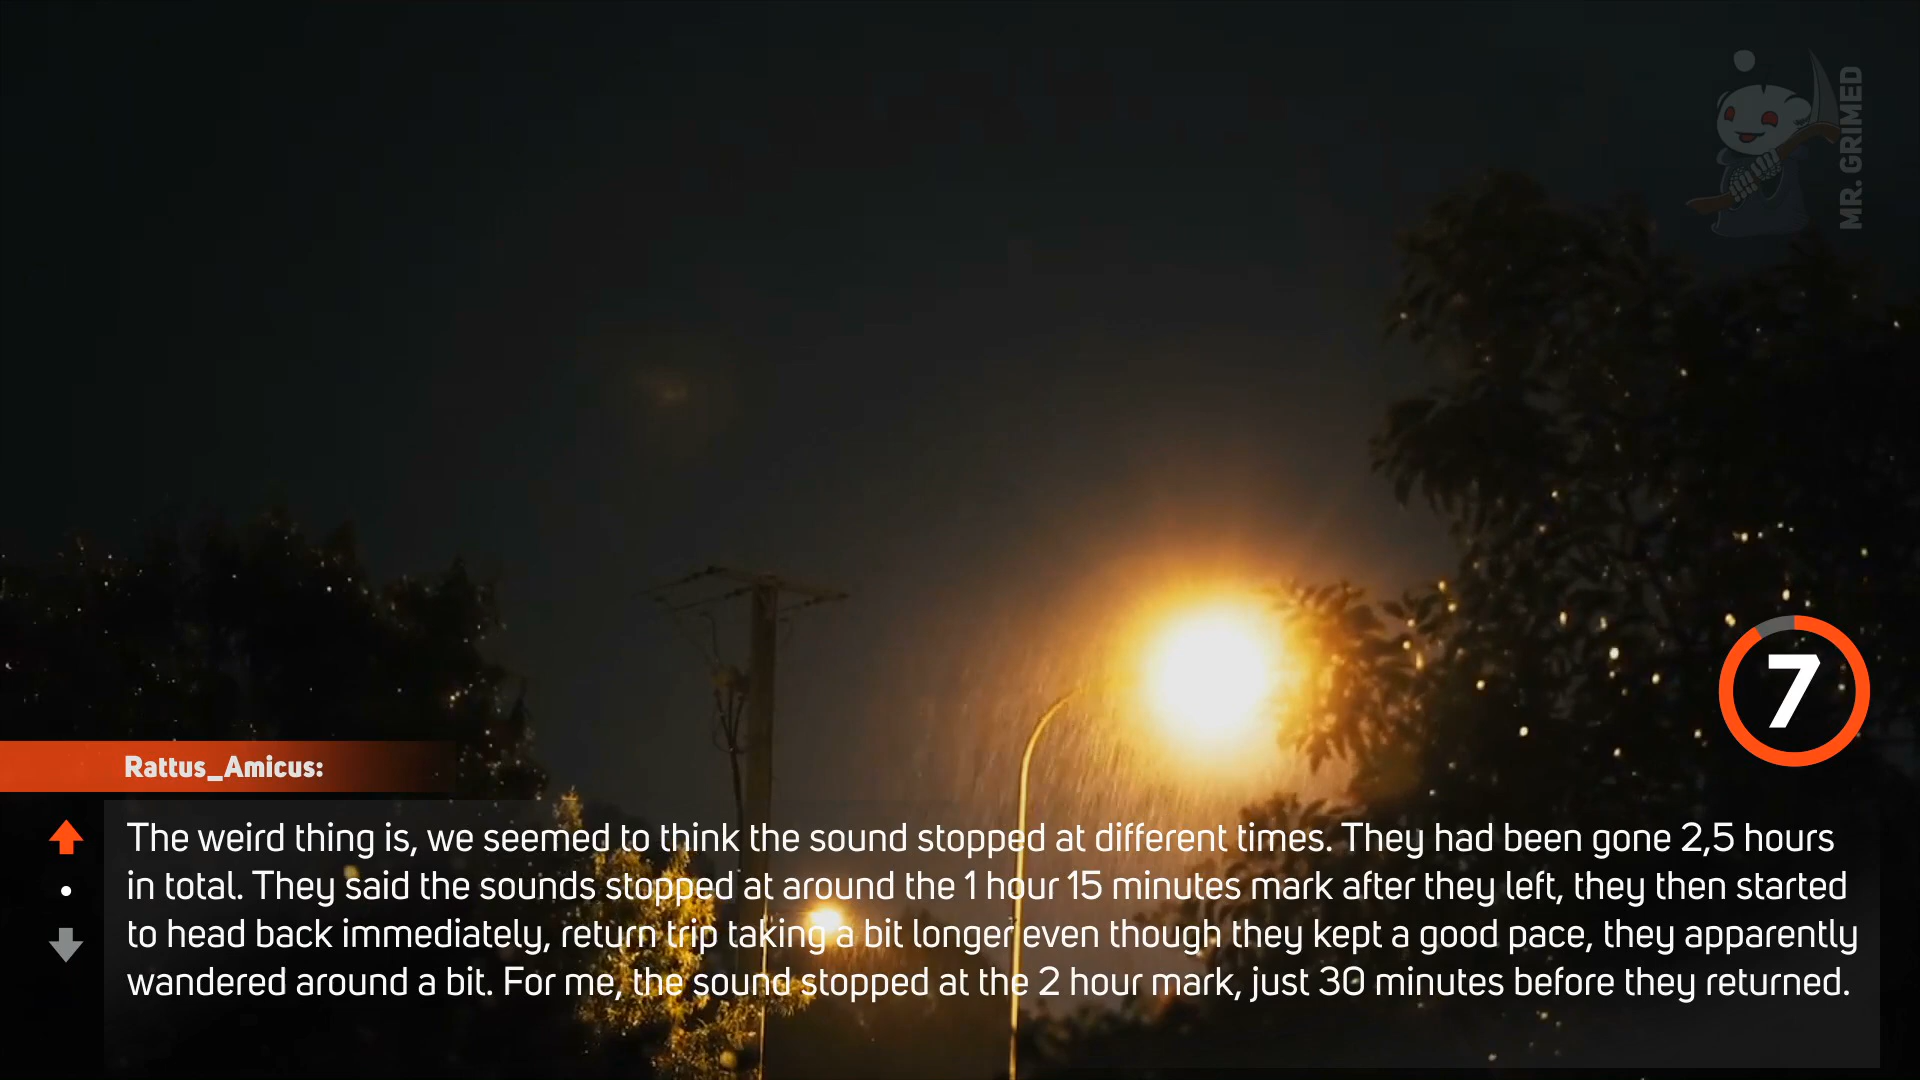 MR. GRIMED
7
Rattus_Amicus:
The weird thing is, we seemed to think the sound stopped at different times. They had been gone 2,5 hours
in total. They said the sounds stopped at around the 1 hour 15 minutes mark after they left, they then started
to head back immediately, return trip taking a bit longer even though they kept a good pace, they apparently
wandered around a bit. For me, the sound stopped at the 2 hour mark, just 30 minutes before they returned.